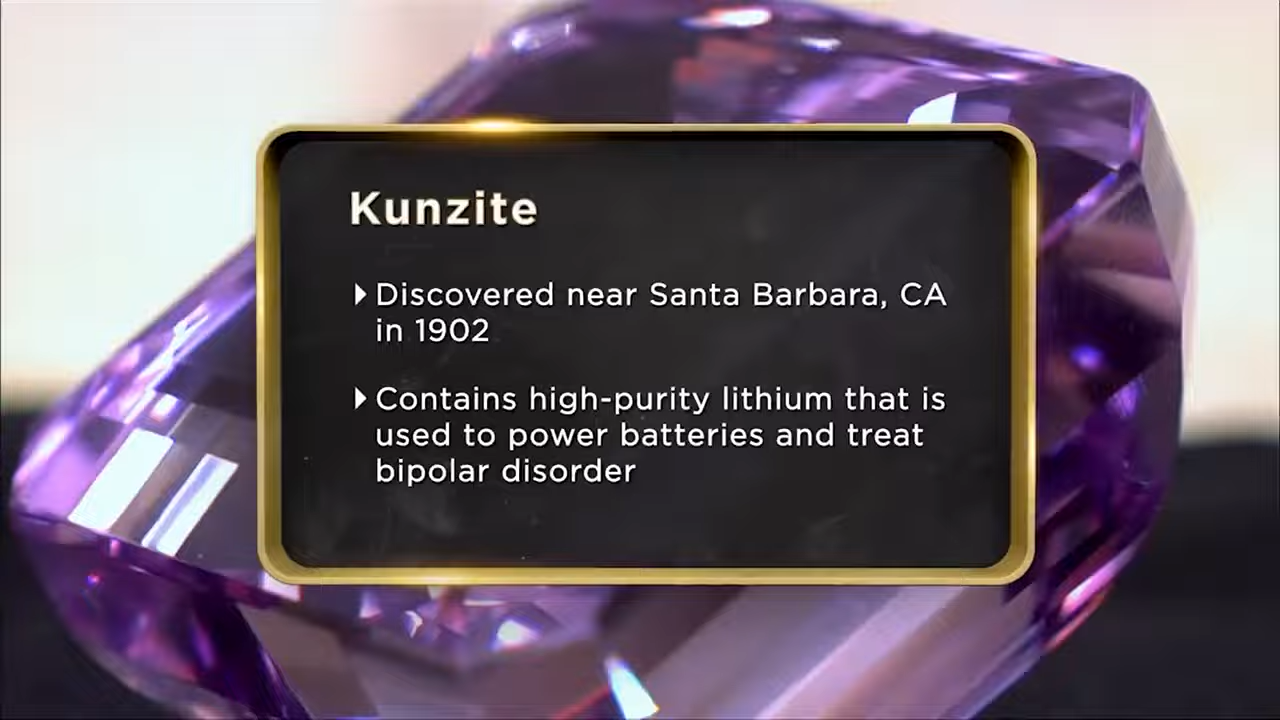 Kunzite
Discovered near Santa Barbara, CA
in 1902
Contains high-purity lithium that is
used to power batteries and treat
bipolar disorder